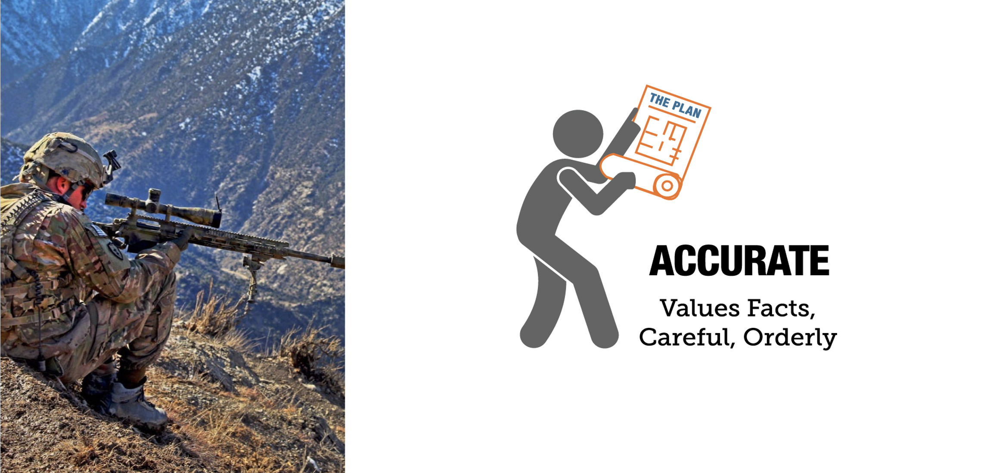 THE PLAN
ACCURATE
Values Facts,
Careful, Orderly